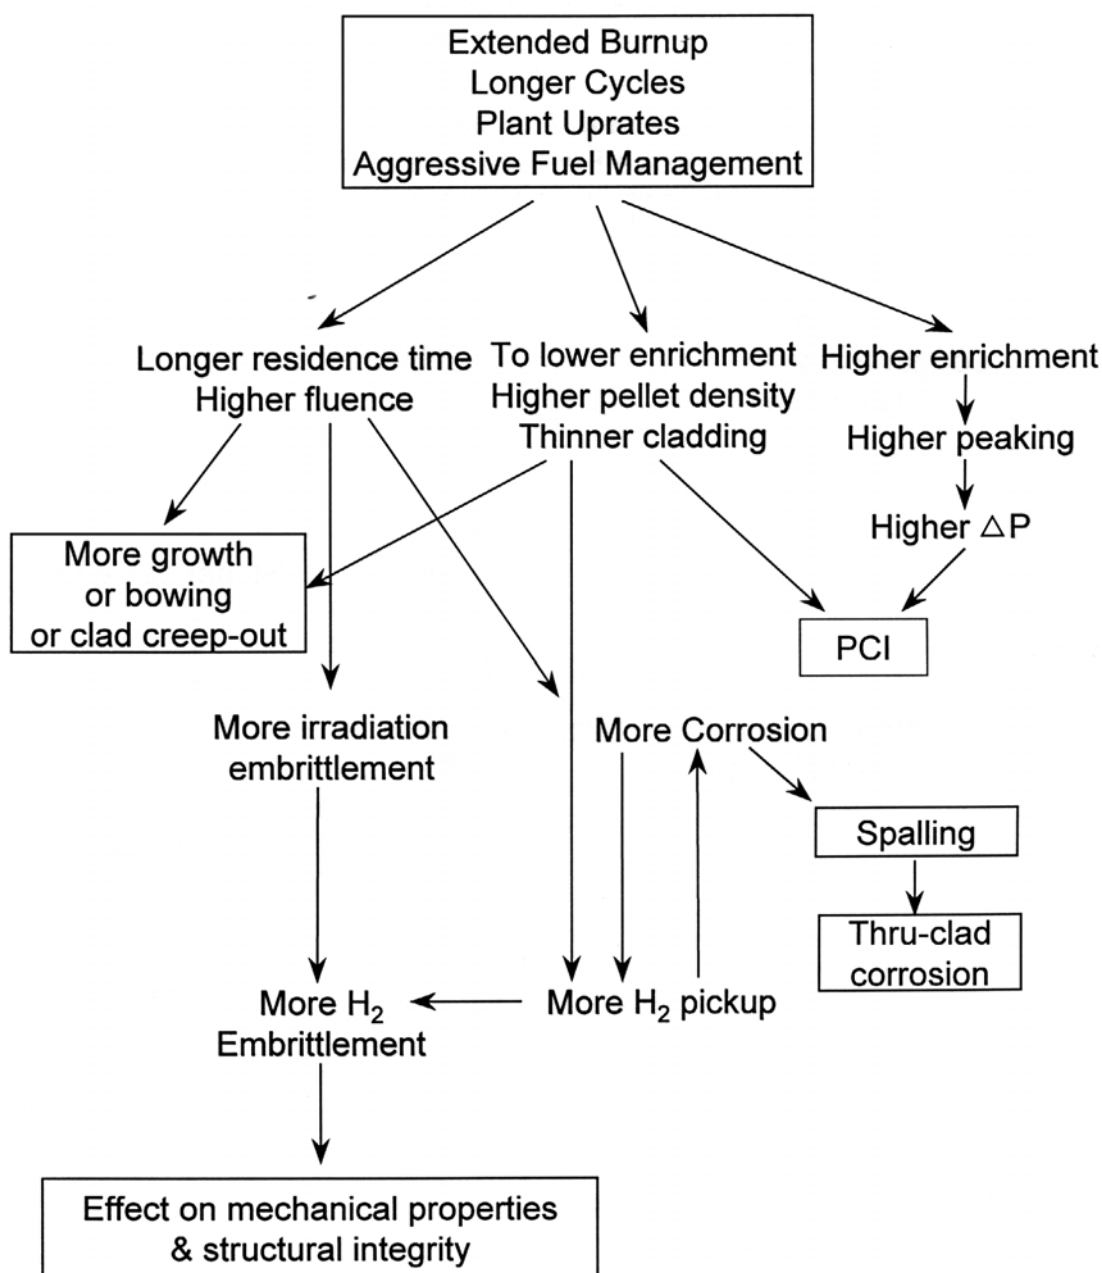 Extended Burnup
Longer Cycles
Plant Uprates
Aggressive Fuel Management
Longer residence time
Higher fluence
To lower enrichment
Higher pellet density
Thinner cladding
Higher enrichment
Higher peaking
Higher △P
More growth
or bowing
or clad creep-out
PCI
More irradiation
embrittlement
More Corrosion
Spalling
Thru-clad
corrosion
More H₂
Embrittlement
More H₂ pickup
Effect on mechanical properties
& structural integrity